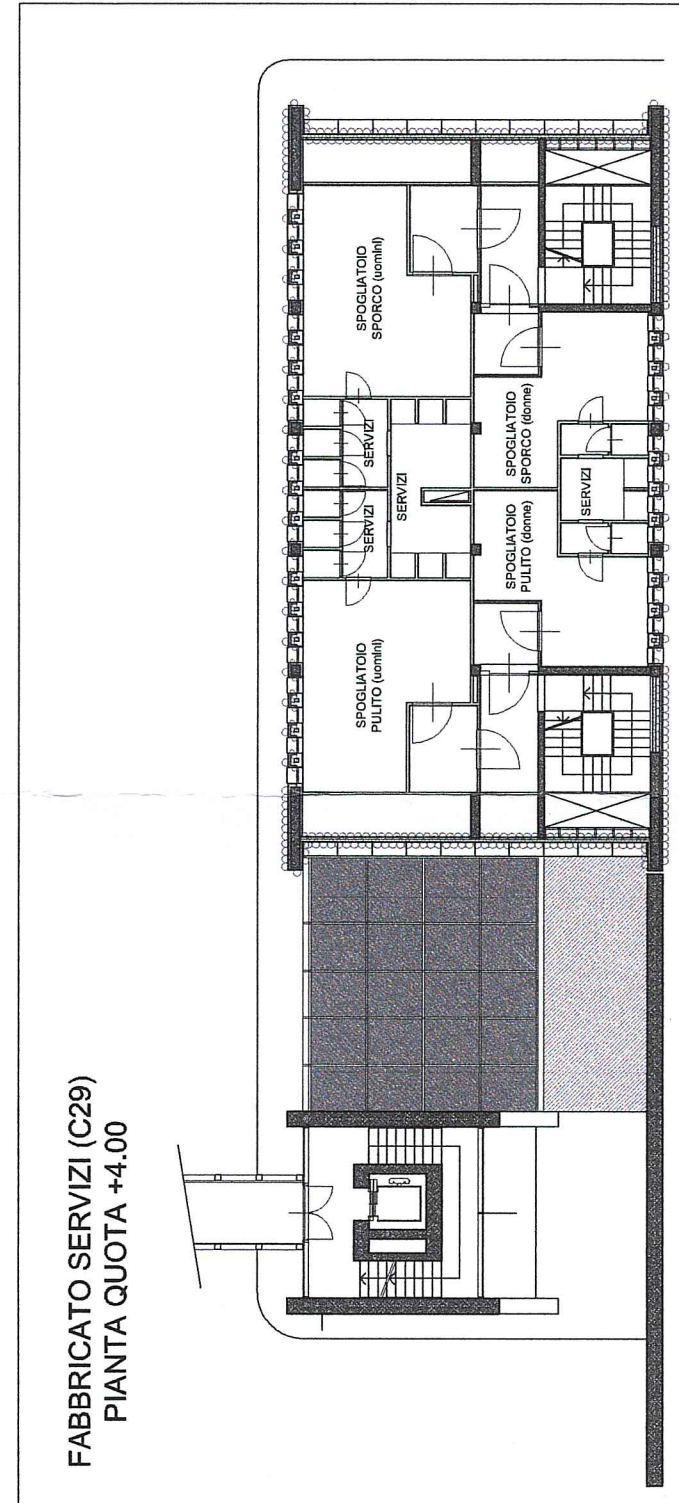 FABBRICATO SERVIZI (C29)
PIANTA QUOTA +4.00
SPOGLIATOIO
PULITO (uomini)
SPOGLIATOIO
SPORCO (uomini)
SERVIZI
SERVIZI
SERVIZI
SPOGLIATOIO
PULITO (donne)
SPOGLIATOIO
SPORCO (donne)
SERVIZI